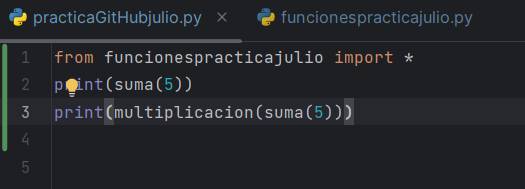 practicaGitHubjulio.py × funcionespracticajulio.py
1 from funcionespracticajulio import *
2 print(suma(5))
3 print(multiplicacion(suma(5)))
4
5